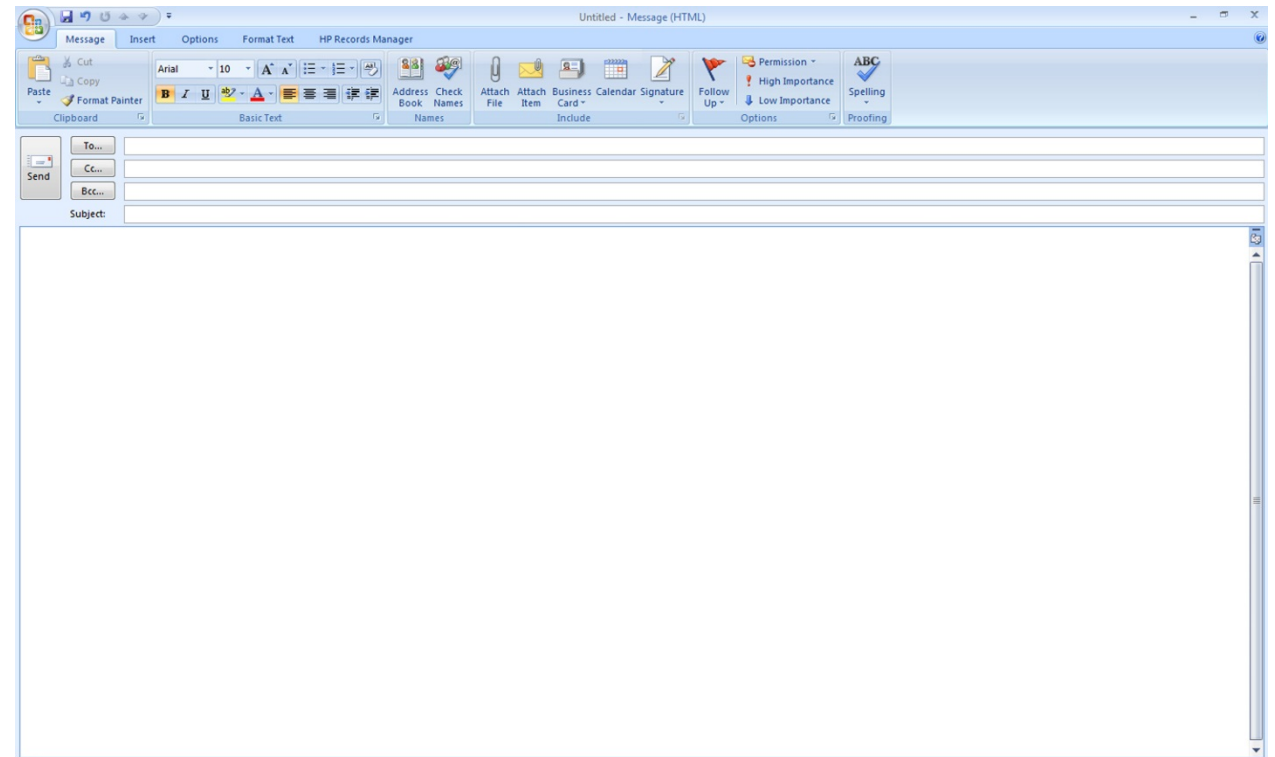 Untitled - Message (HTML)
Message Insert Options Format Text HP Records Manager
Paste
Cut
Copy
Format Painter
Clipboard
Arial 10
B I U
Basic Text
Address Book
Check Names
Names
Attach File
Attach Item
Business Card
Calendar
Signature
Include
Follow Up
Permission
High Importance
Low Importance
Options
ABC
Spelling
Proofing
Send
To...
Cc...
Bcc...
Subject: